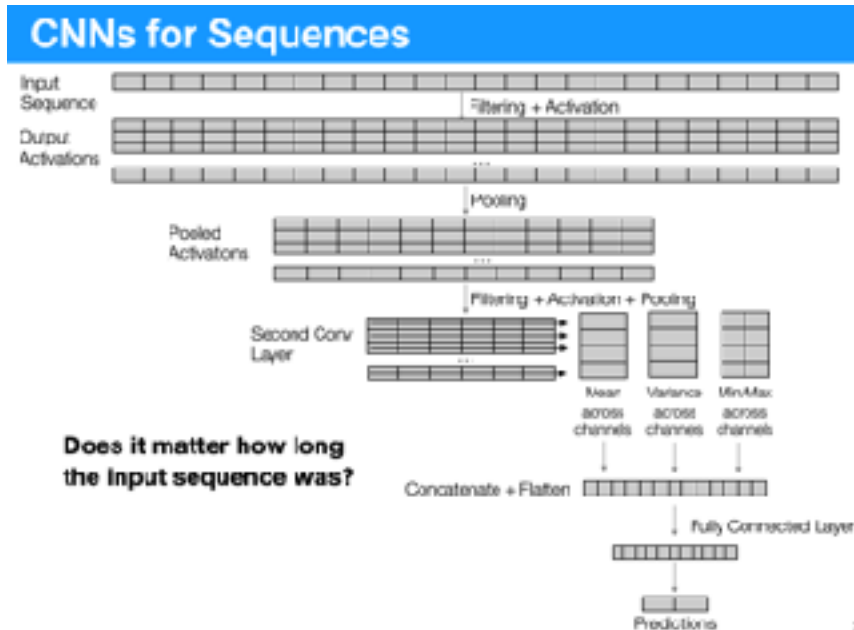 CNNs for Sequences
Input
Sequence
Filtering + Activation
Output
Activations
...
Pooling
Pooled
Activations
...
Filtering + Activation + Pooling
Second Conv
Layer
...
Mean
across
channels
Variance
across
channels
Min/Max
across
channels
Does it matter how long
the input sequence was?
Concatenate + Flatten
Fully Connected Layer
Predictions